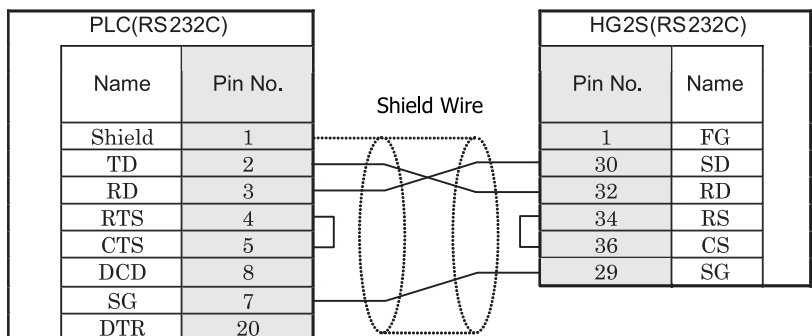 PLC(RS232C)
Name Pin No.
Shield 1
TD 2
RD 3
RTS 4
CTS 5
DCD 8
SG 7
DTR 20
Shield Wire
HG2S(RS232C)
Pin No. Name
1 FG
30 SD
32 RD
34 RS
36 CS
29 SG